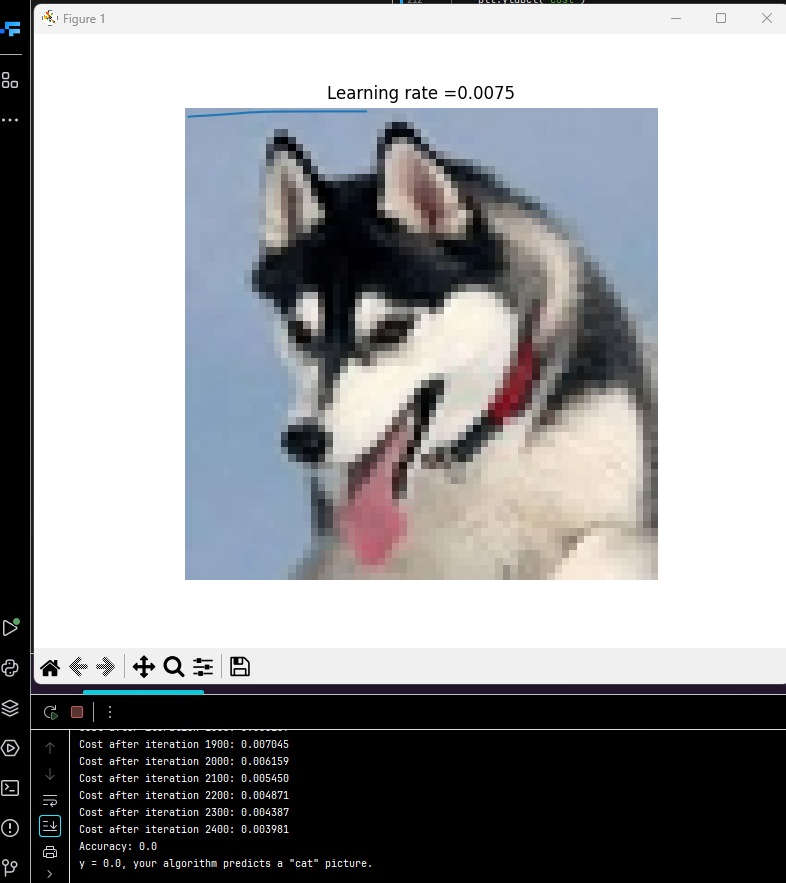 Figure 1
Learning rate =0.0075
Cost after iteration 1900: 0.007045
Cost after iteration 2000: 0.006159
Cost after iteration 2100: 0.005450
Cost after iteration 2200: 0.004871
Cost after iteration 2300: 0.004387
Cost after iteration 2400: 0.003981
Accuracy: 0.0
y = 0.0, your algorithm predicts a "cat" picture.